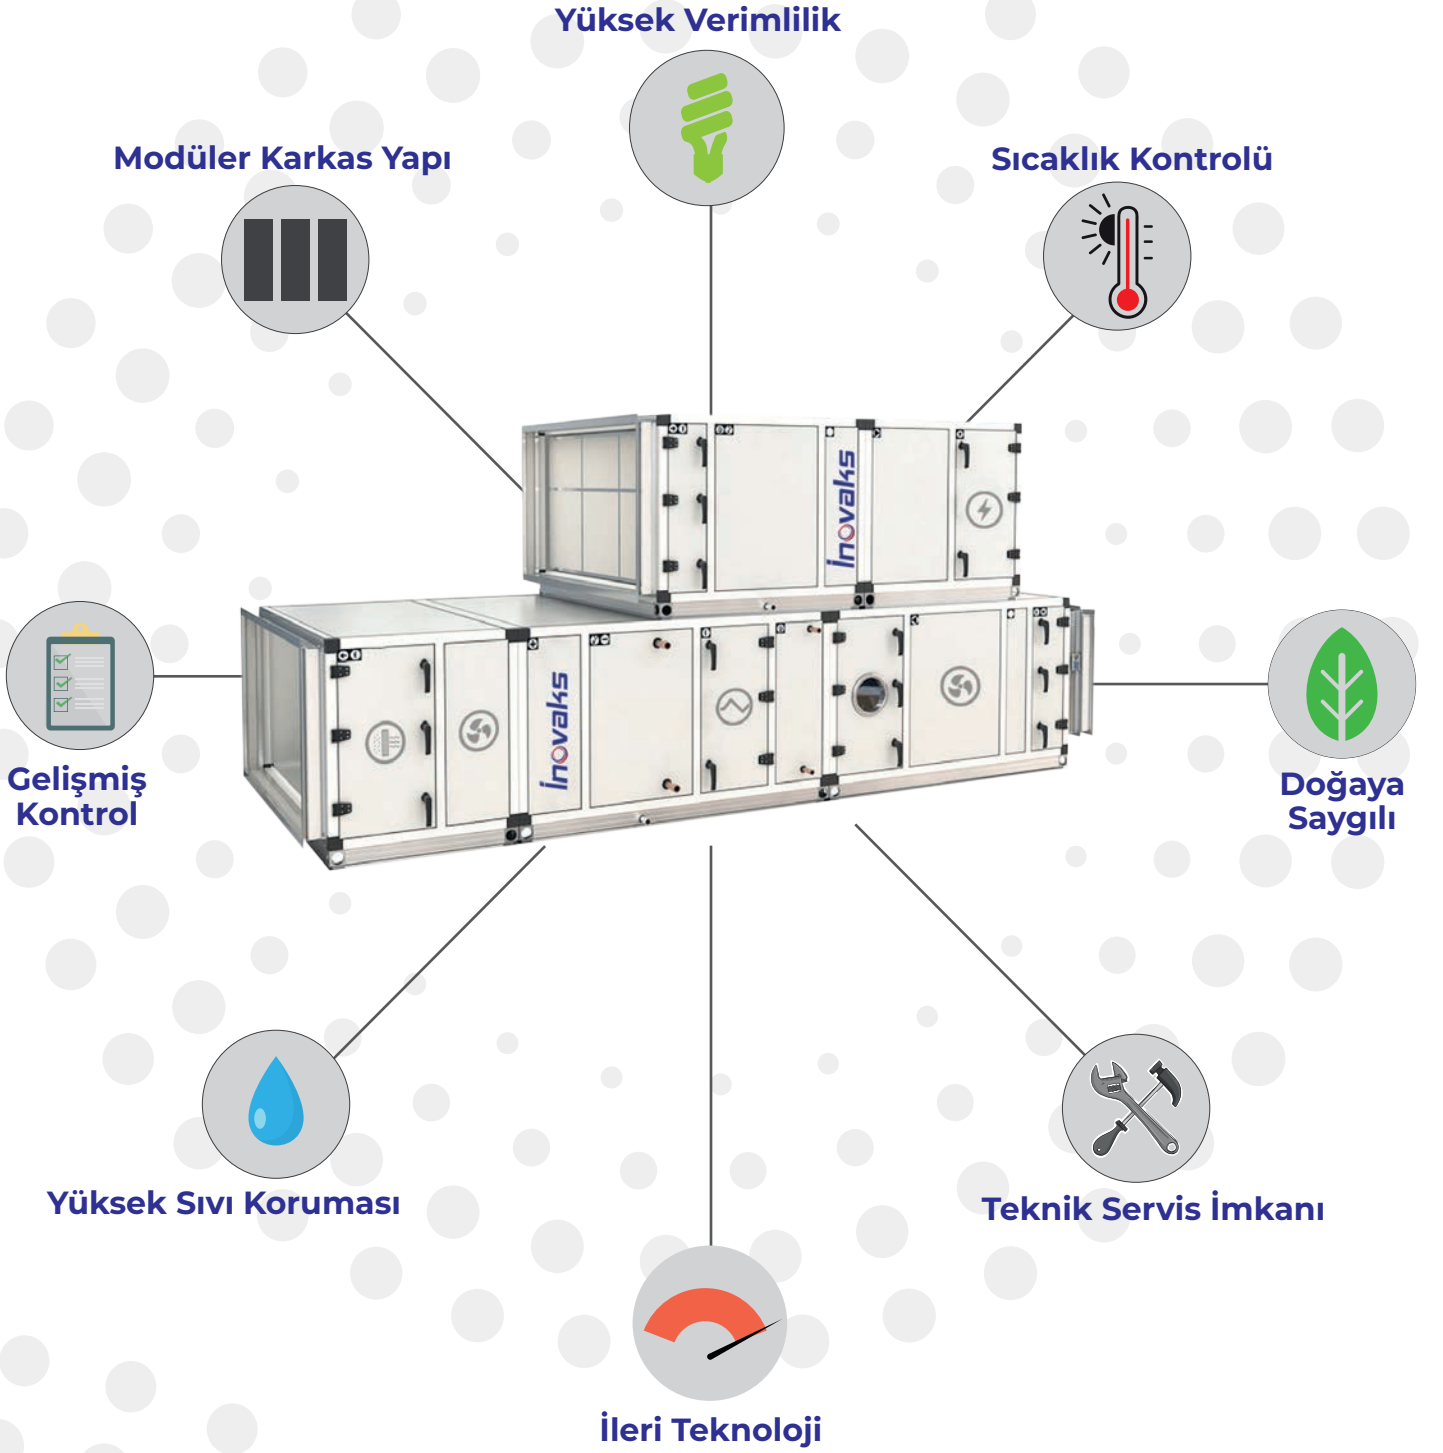 Yüksek Verimlilik
Modüler Karkas Yapı
Sıcaklık Kontrolü
İnovaks
İnovaks
Gelişmiş
Kontrol
Doğaya
Saygılı
Yüksek Sıvı Koruması
Teknik Servis İmkanı
İleri Teknoloji